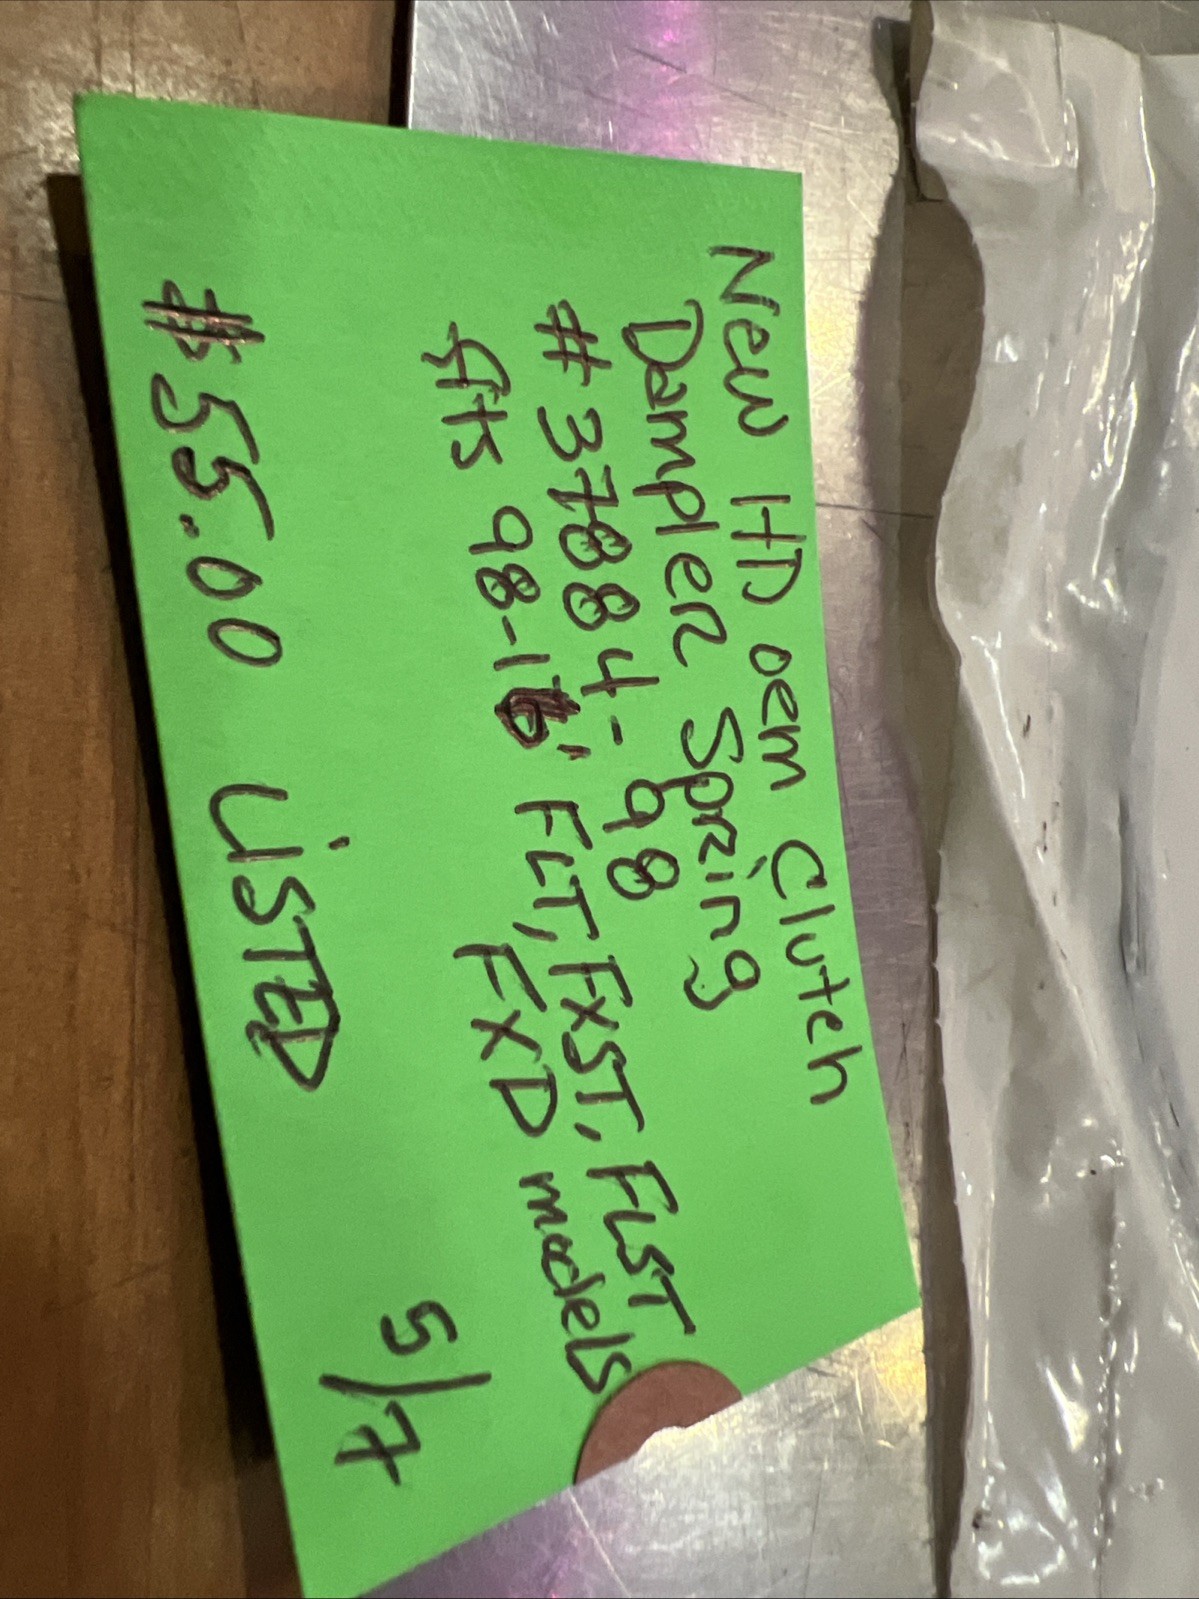 New HD oem Clutch
Dampler Spring
# 37884-98
fits 98-16, FLT, FXST, FLST
FXD models
$55.00 LiSTED
5/7